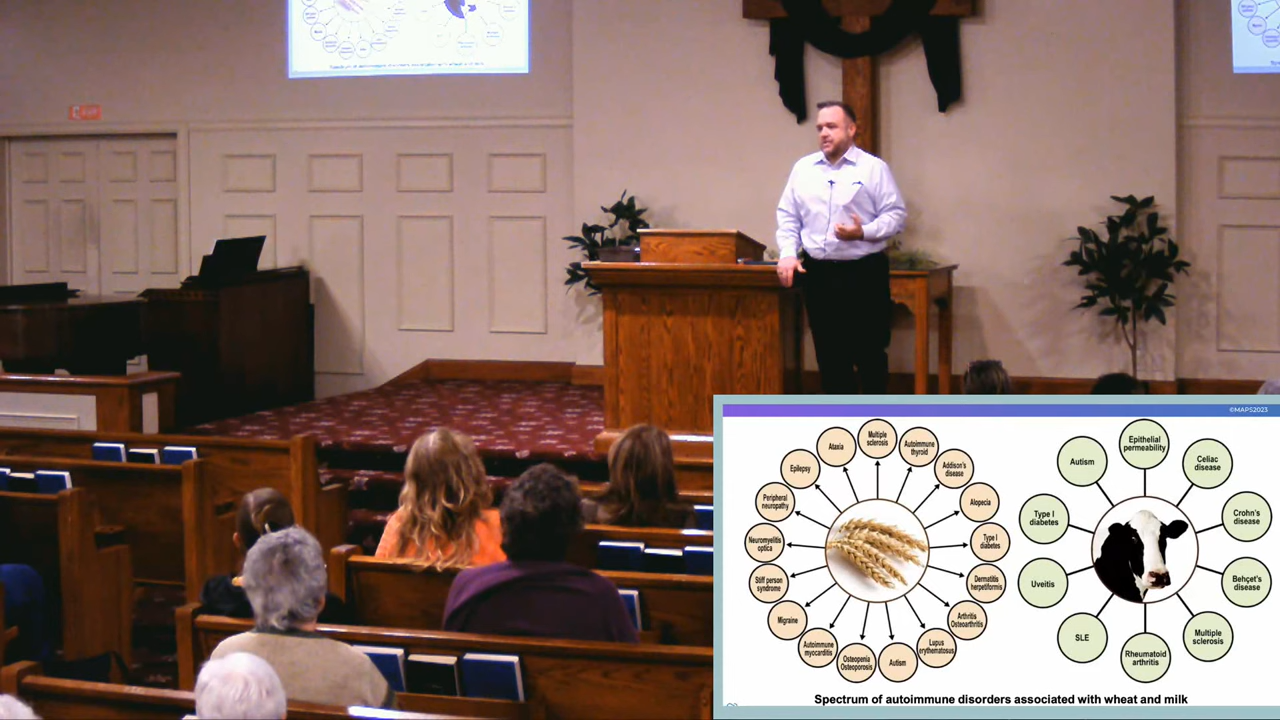 EXIT
©MAPS2023
Ataxia
Multiple
sclerosis
Autoimmune
thyroid
Addison's
disease
Alopecia
Type I
diabetes
Dermatitis
herpetiformis
Arthritis
Osteoarthritis
Lupus
erythematosus
Autism
Osteopenia
Osteoporosis
Autoimmune
myocarditis
Migraine
Stiff person
syndrome
Neuromyelitis
optica
Peripheral
neuropathy
Epilepsy
Epithelial
permeability
Celiac
disease
Crohn's
disease
Behçet's
disease
Multiple
sclerosis
Rheumatoid
arthritis
SLE
Uveitis
Type I
diabetes
Autism
Spectrum of autoimmune disorders associated with wheat and milk